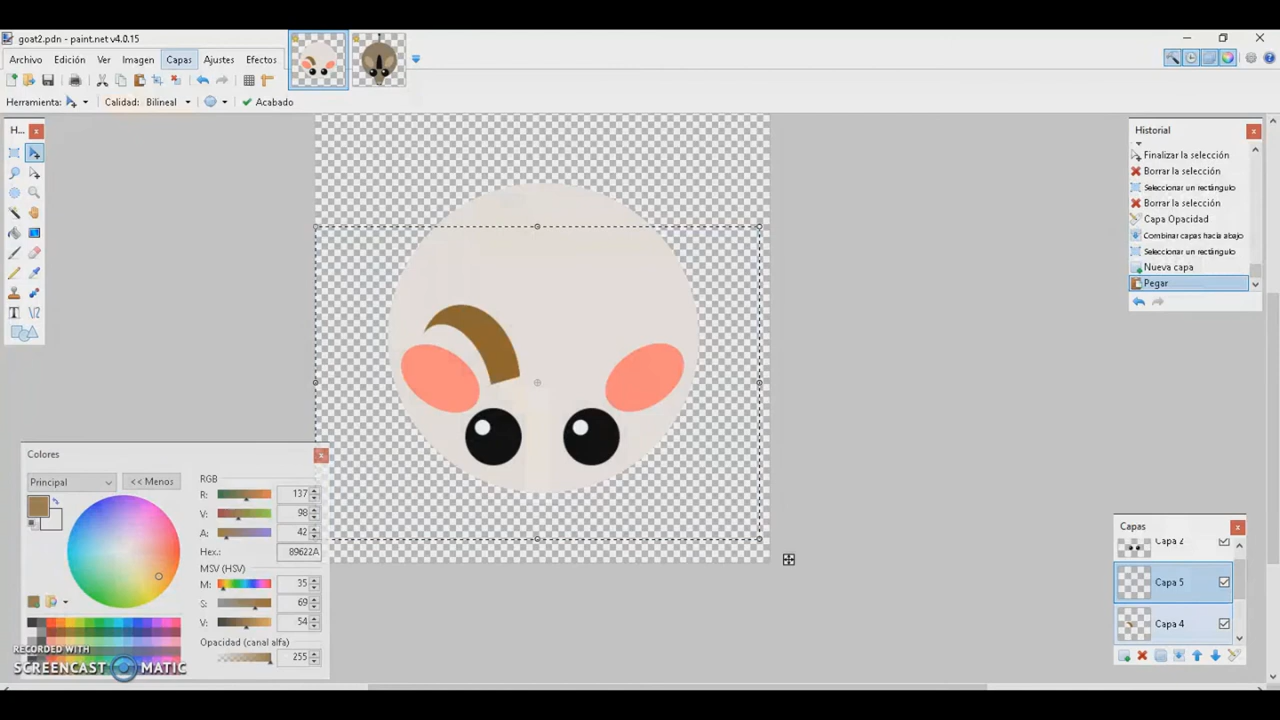 goat2.pdn - paint.net v4.0.15
Archivo Edición Ver Imagen Capas Ajustes Efectos
Herramienta: Calidad: Bilineal Acabado
H...
Historial
Finalizar la selección
Borrar la selección
Seleccionar un rectángulo
Borrar la selección
Capa Opacidad
Combinar capas hacia abajo
Seleccionar un rectángulo
Nueva capa
Pegar
Colores
Principal << Menos
RGB
R: 137
V: 98
A: 42
Hex.: 89622A
MSV (HSV)
M: 35
S: 69
V: 54
Opacidad (canal alfa)
255
RECORDED WITH
SCREENCAST MATIC
Capas
Capa 2
Capa 5
Capa 4